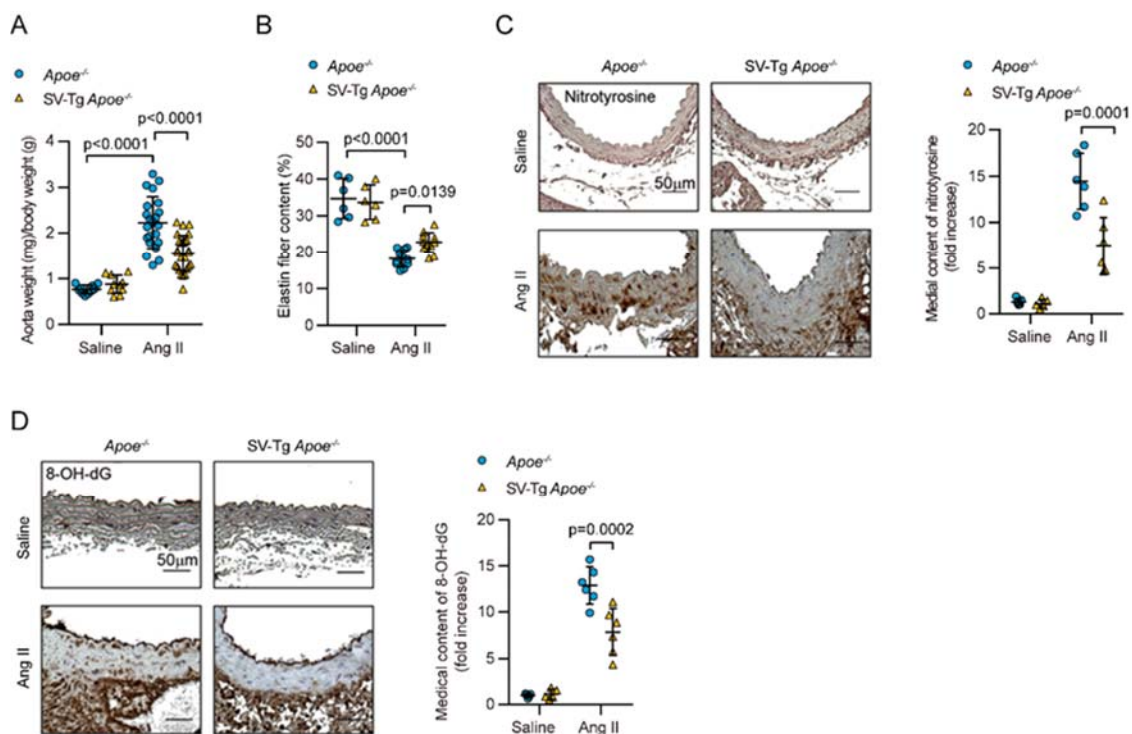 A
Apoe-/-
SV-Tg Apoe-/-
p<0.0001
p<0.0001
Aorta weight (mg)/body weight (g)
4
3
2
1
0
Saline
Ang II
B
Apoe-/-
SV-Tg Apoe-/-
p<0.0001
p=0.0139
Elastin fiber content (%)
50
40
30
20
10
0
Saline
Ang II
C
Apoe-/-
SV-Tg Apoe-/-
Nitrotyrosine
Saline
50μm
Ang II
Apoe-/-
SV-Tg Apoe-/-
p=0.0001
Medial content of nitrotyrosine
(fold increase)
20
15
10
5
0
Saline
Ang II
D
Apoe-/-
SV-Tg Apoe-/-
8-OH-dG
Saline
50μm
Ang II
Apoe-/-
SV-Tg Apoe-/-
p=0.0002
Medical content of 8-OH-dG
(fold increase)
20
15
10
5
0
Saline
Ang II